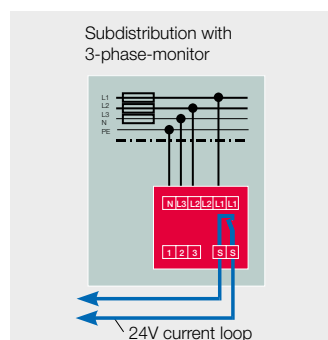 Subdistribution with
3-phase-monitor
L1
L2
L3
N
PE
N L3 L2 L2 L1 L1
1 2 3 S S
24V current loop